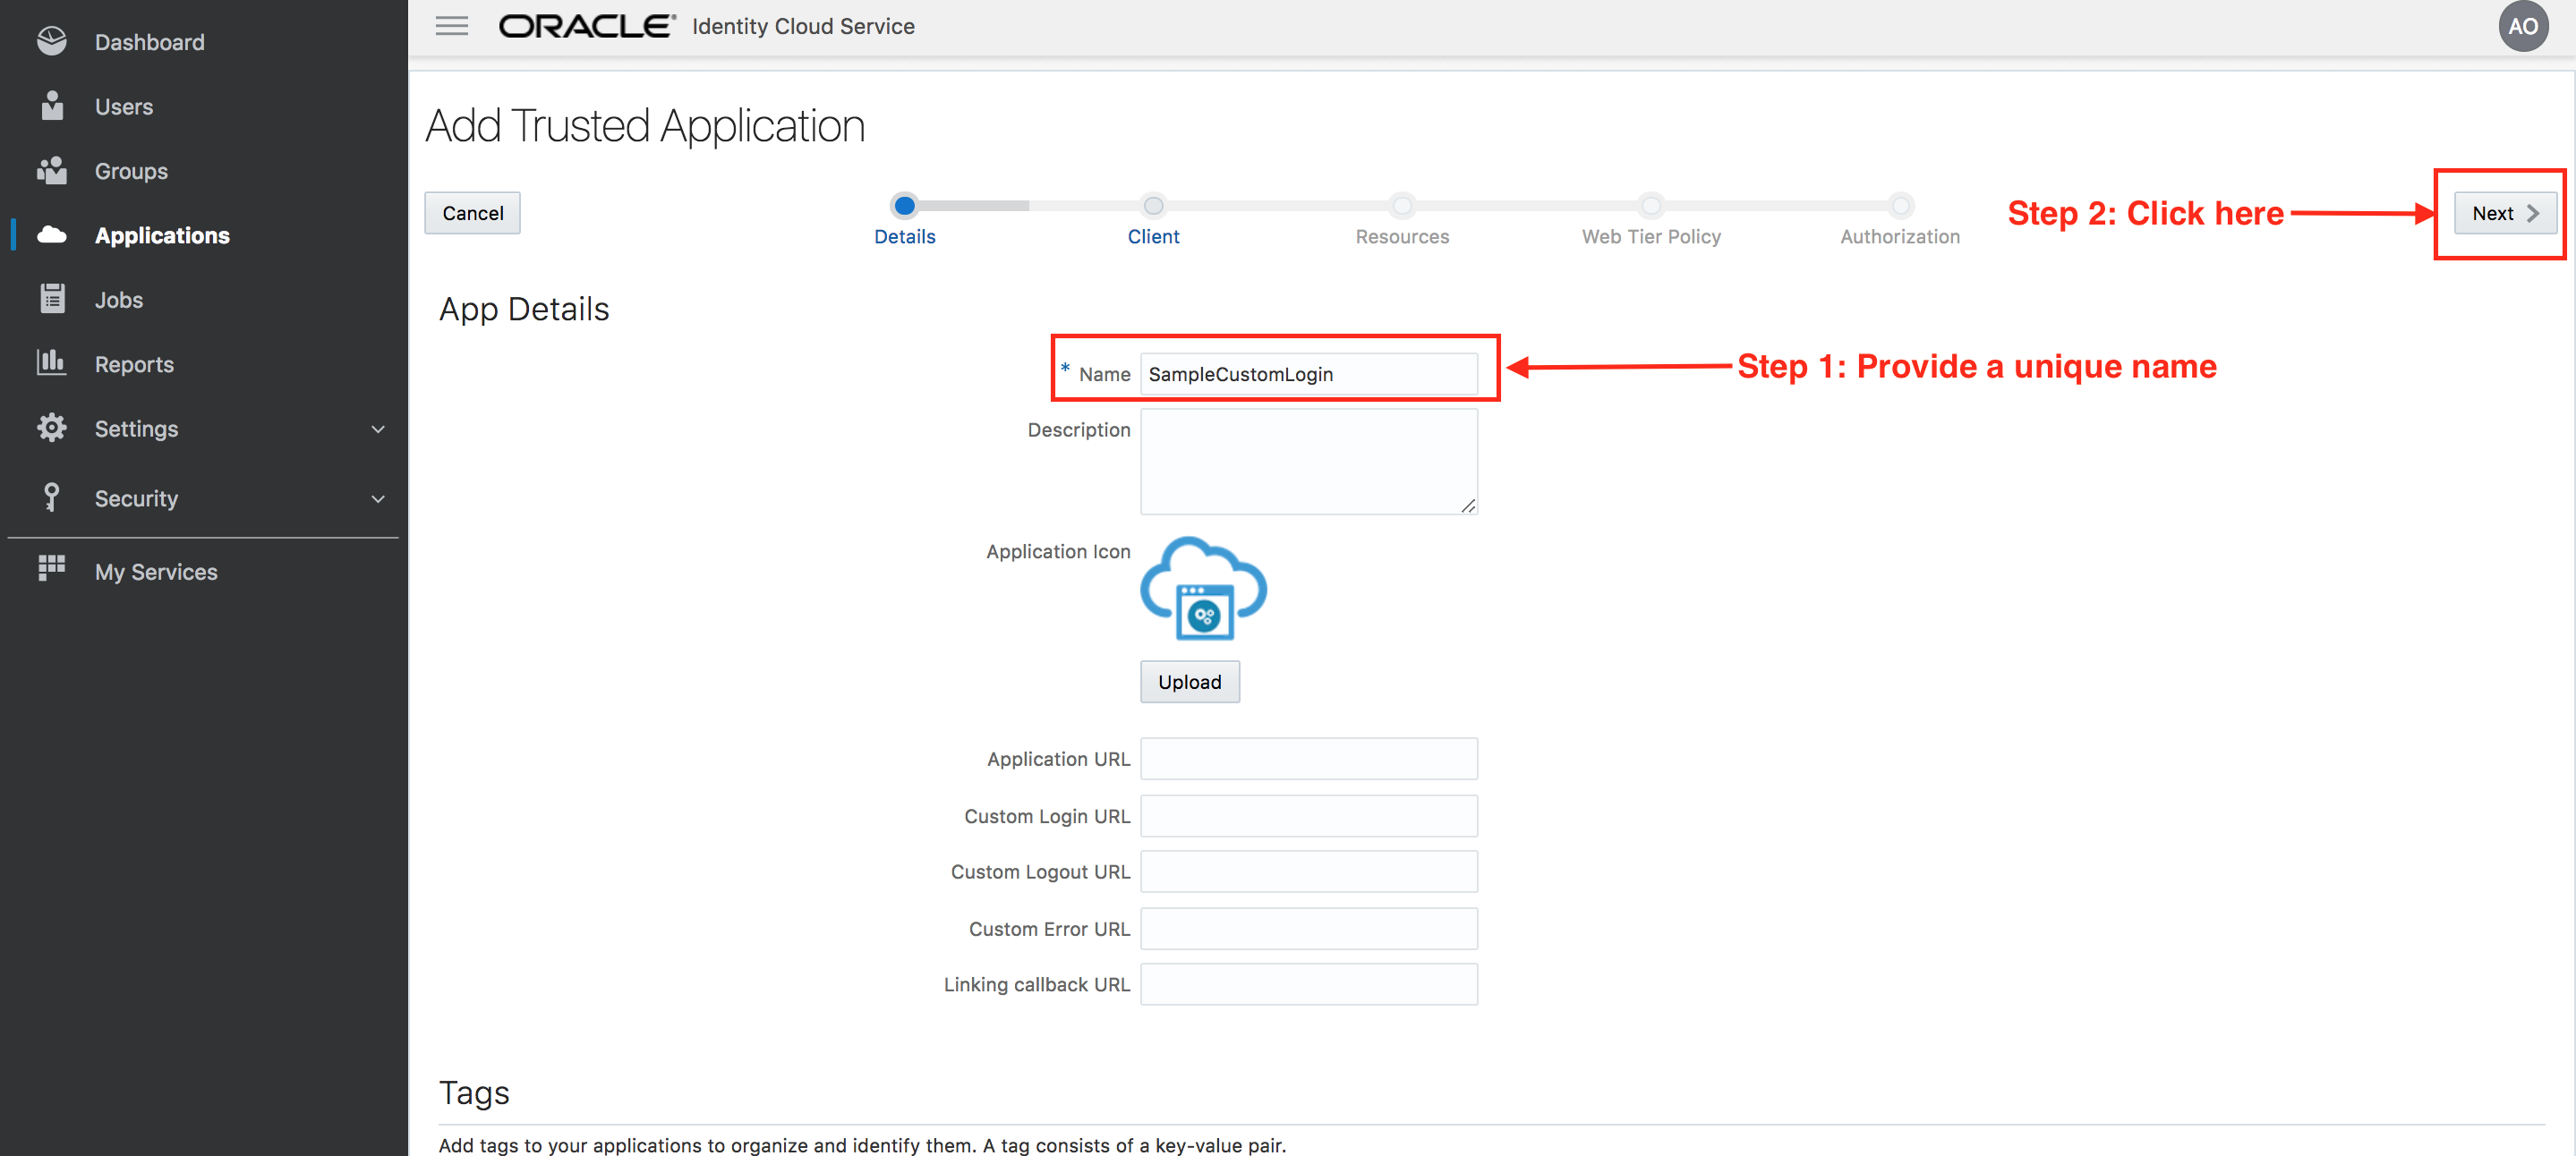 Dashboard
Users
Groups
Applications
Jobs
Reports
Settings
Security
My Services
ORACLE® Identity Cloud Service
AO
Add Trusted Application
Cancel
Details
Client
Resources
Web Tier Policy
Authorization
Step 2: Click here
Next
App Details
* Name SampleCustomLogin
Step 1: Provide a unique name
Description
Application Icon
Upload
Application URL
Custom Login URL
Custom Logout URL
Custom Error URL
Linking callback URL
Tags
Add tags to your applications to organize and identify them. A tag consists of a key-value pair.